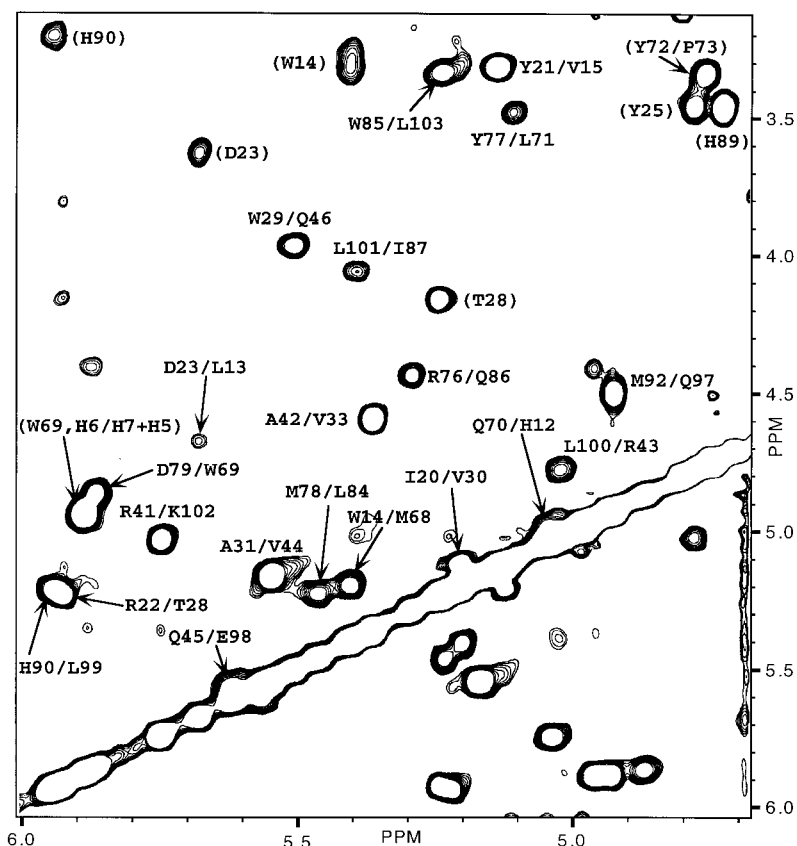 (H90)
(W14)
(Y72/P73)
Y21/V15
W85/L103
Y77/L71
(Y25)
(H89)
3.5
(D23)
W29/Q46
L101/I87
4.0
(T28)
D23/L13
R76/Q86
M92/Q97
4.5
A42/V33
Q70/H12
(W69,H6/H7+H5)
L100/R43
PPM
D79/W69
I20/V30
R41/K102
M78/L84
W14/M68
5.0
A31/V44
R22/T28
Q45/E98
H90/L99
5.5
6.0
6.0
5.5
PPM
5.0